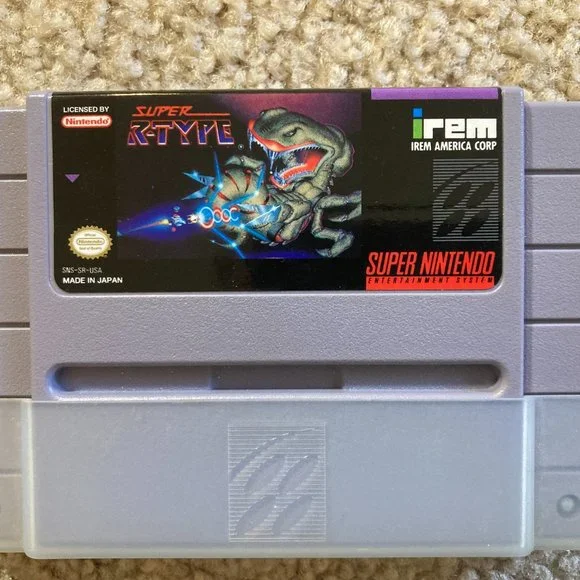 LICENSED BY
Nintendo
SUPER
R-TYPE
irem
IREM AMERICA CORP
Nintendo
SNS-SR-USA
MADE IN JAPAN
SUPER NINTENDO
ENTERTAINMENT SYSTEM